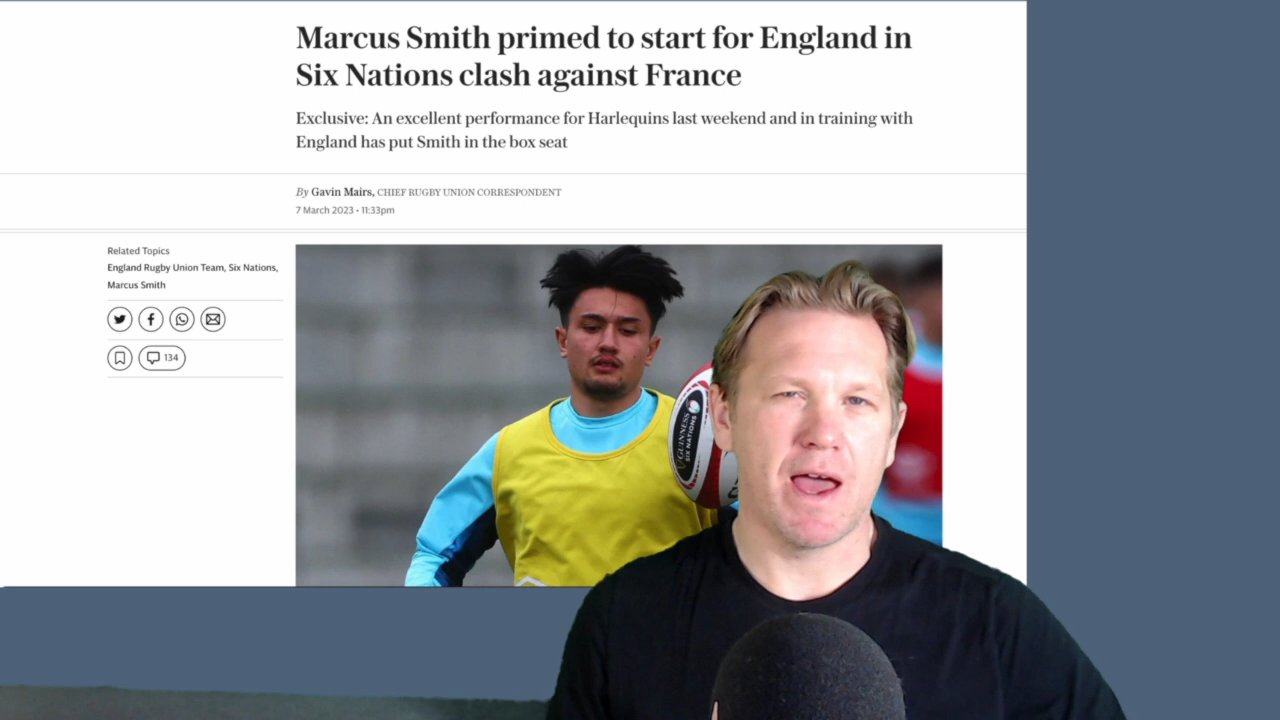 Marcus Smith primed to start for England in
Six Nations clash against France
Exclusive: An excellent performance for Harlequins last weekend and in training with
England has put Smith in the box seat
By Gavin Mairs, CHIEF RUGBY UNION CORRESPONDENT
7 March 2023 • 11:33pm
Related Topics
England Rugby Union Team, Six Nations,
Marcus Smith
134
GUINNESS
SIX NATIONS